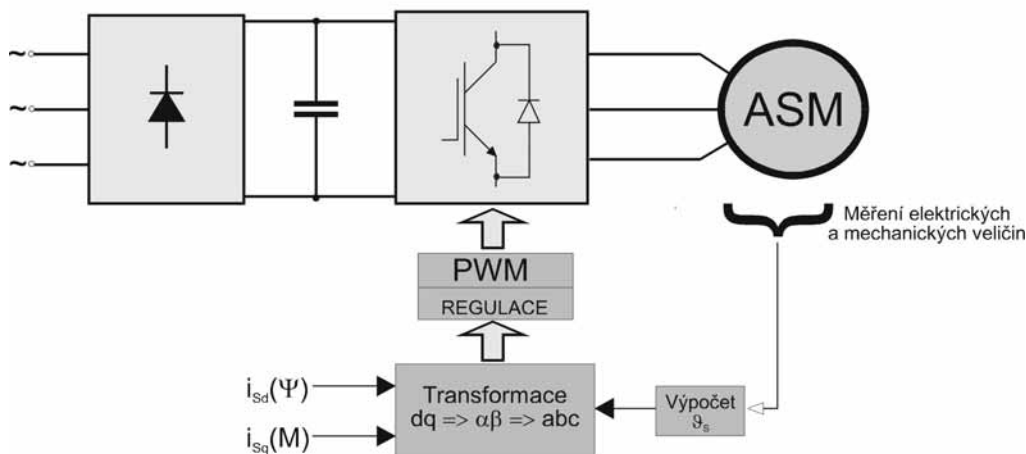 ~
~
~
ASM
Měření elektrických
a mechanických veličin
PWM
REGULACE
iSd(Ψ)
iSq(M)
Transformace
dq => αβ => abc
Výpočet
ϑs